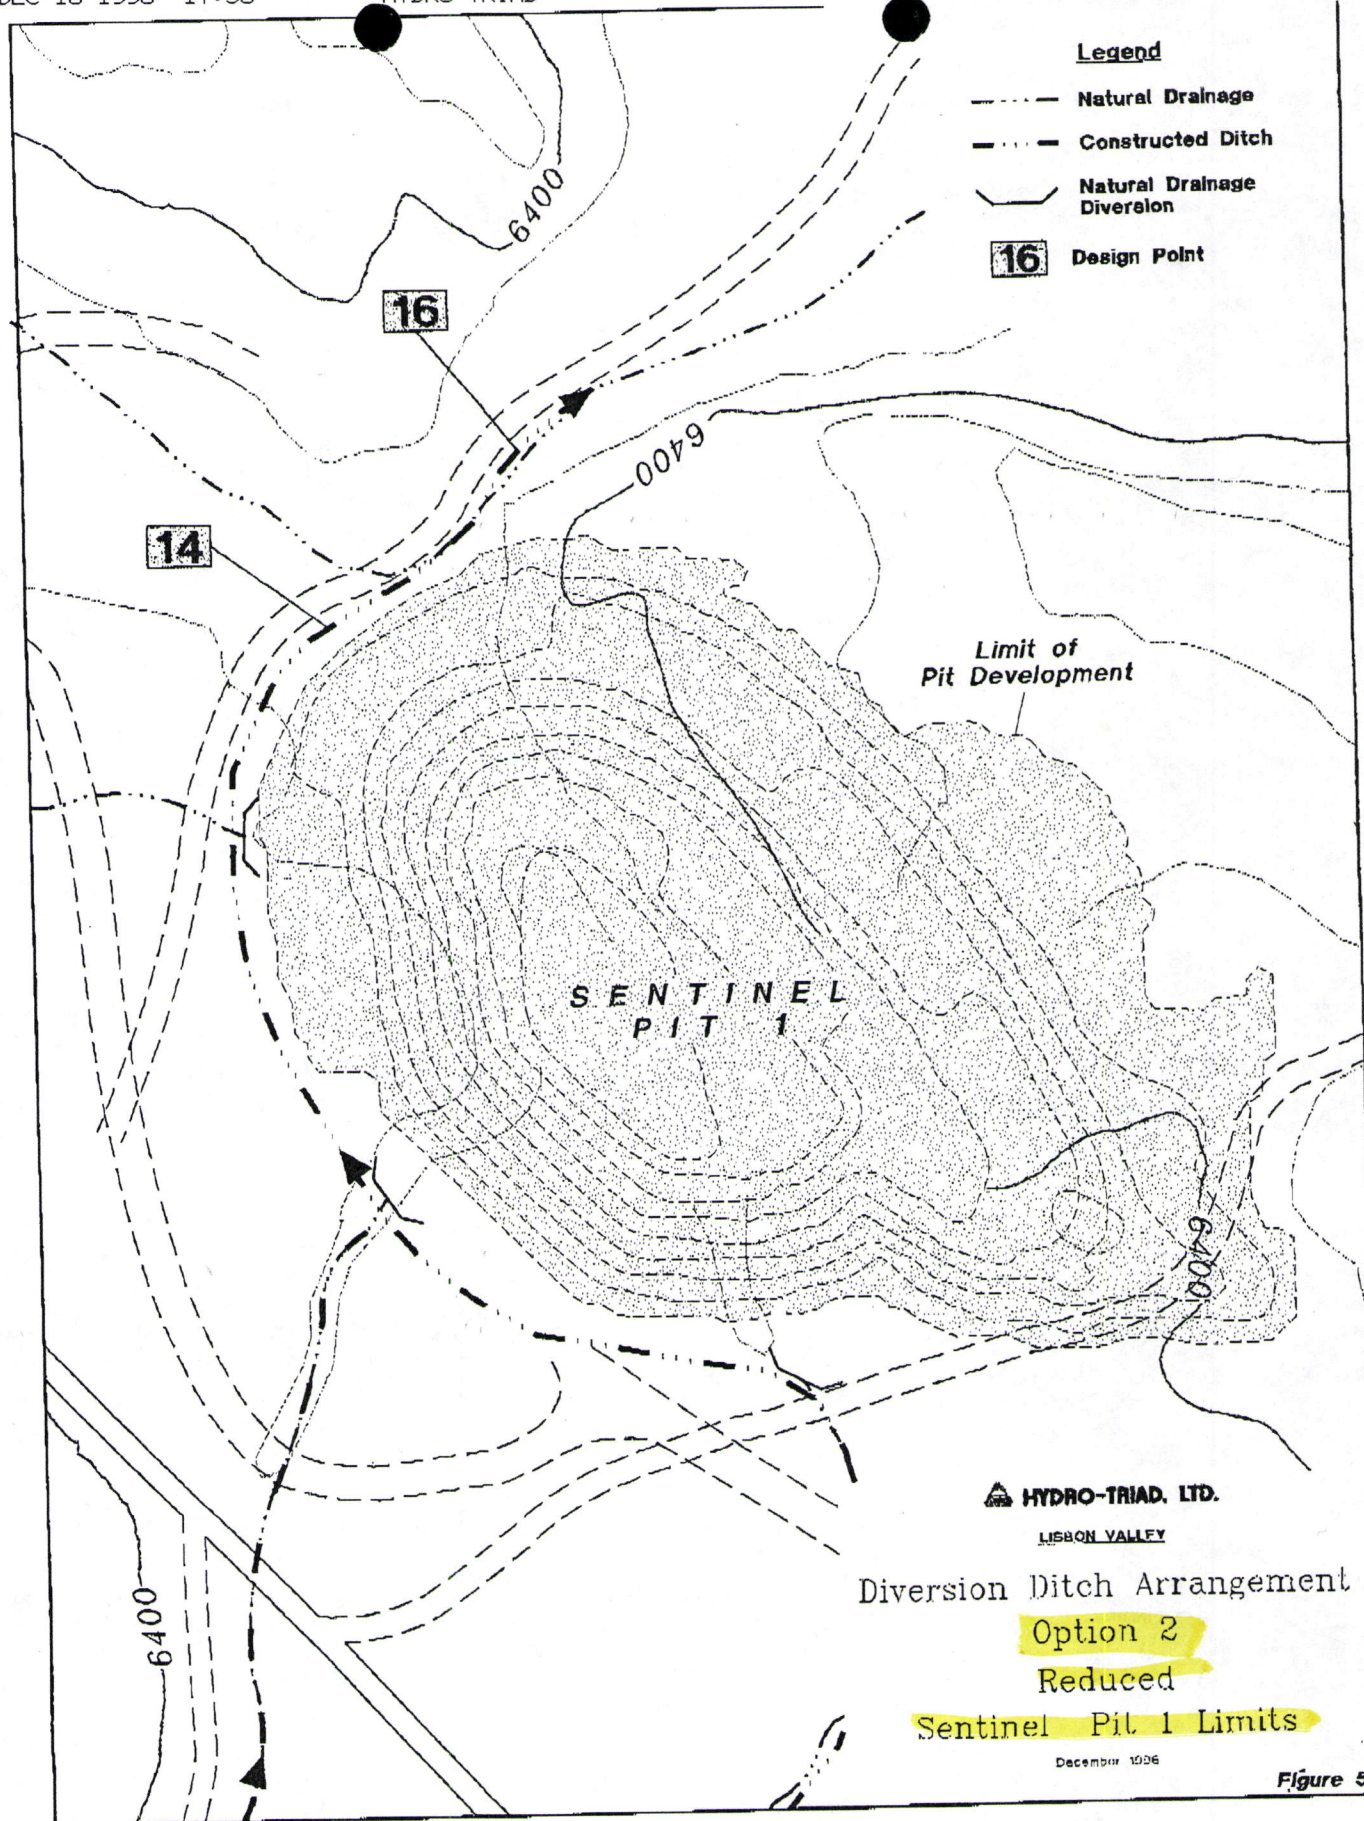 Legend
Natural Drainage
Constructed Ditch
Natural Drainage
Diversion
16 Design Point
6400
16
6400
14
Limit of
Pit Development
SENTINEL
PIT 1
6400
6400
HYDRO-TRIAD, LTD.
LISBON VALLEY
Diversion Ditch Arrangement
Option 2
Reduced
Sentinel Pit 1 Limits
December 1996
Figure 5